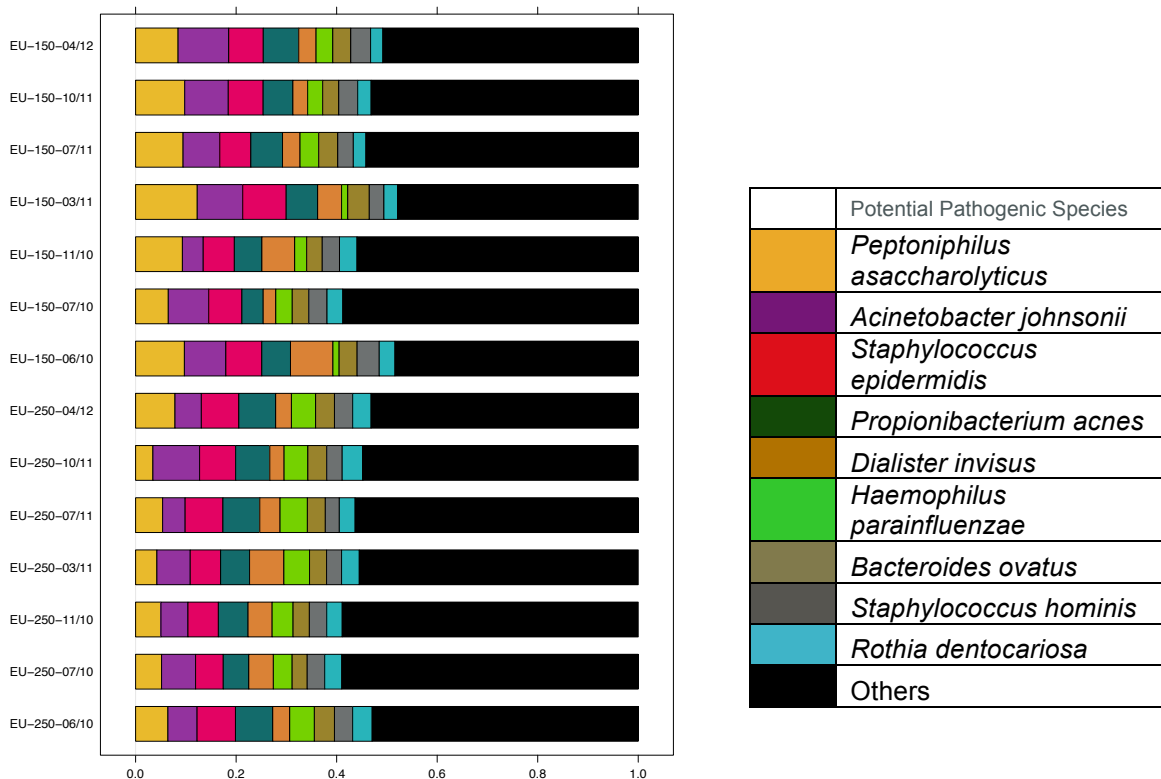 EU−150−04/12
EU−150−10/11
EU−150−07/11
EU−150−03/11
EU−150−11/10
EU−150−07/10
EU−150−06/10
EU−250−04/12
EU−250−10/11
EU−250−07/11
EU−250−03/11
EU−250−11/10
EU−250−07/10
EU−250−06/10
0.0 0.2 0.4 0.6 0.8 1.0
Potential Pathogenic Species
Peptoniphilus
asaccharolyticus
Acinetobacter johnsonii
Staphylococcus
epidermidis
Propionibacterium acnes
Dialister invisus
Haemophilus
parainfluenzae
Bacteroides ovatus
Staphylococcus hominis
Rothia dentocariosa
Others